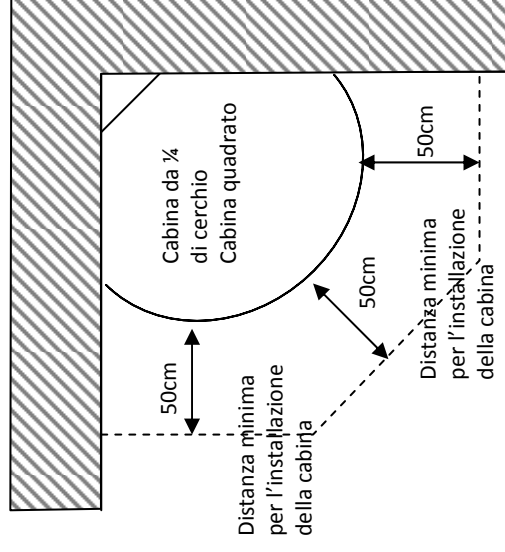 Cabina da ¼
di cerchio
Cabina quadrato
50cm
Distanza minima
per l’installazione
della cabina
50cm
50cm
Distanza minima
per l’installazione
della cabina